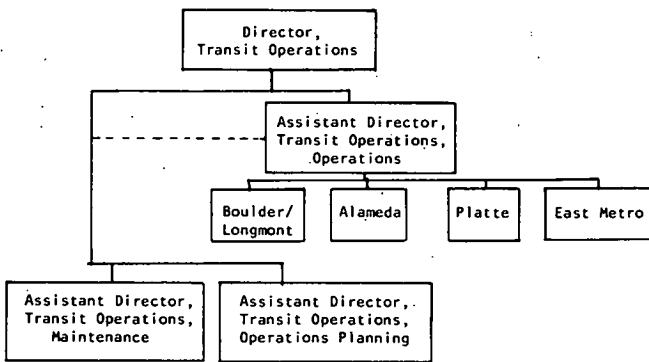 Director,
Transit Operations
Assistant Director,
Transit Operations,
Operations
Boulder/
Longmont
Alameda
Platte
East Metro
Assistant Director,
Transit Operations,
Maintenance
Assistant Director,
Transit Operations,
Operations Planning